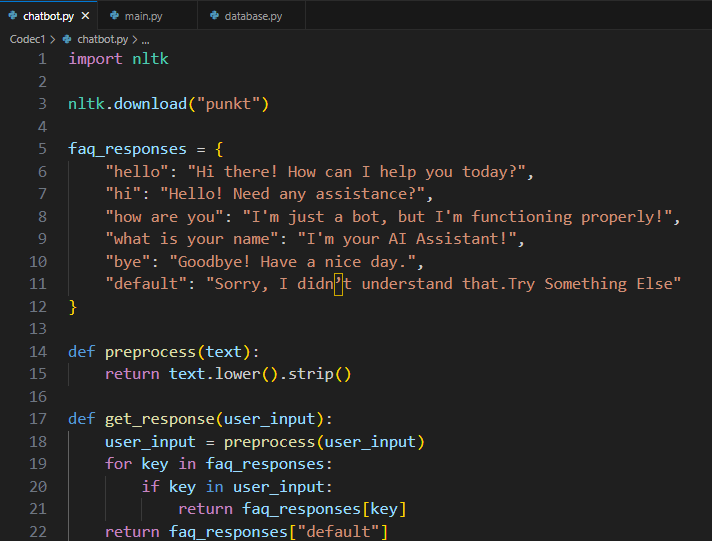 chatbot.py × main.py database.py
Codec1 > chatbot.py > ...
1 import nltk
2
3 nltk.download("punkt")
4
5 faq_responses = {
6     "hello": "Hi there! How can I help you today?",
7     "hi": "Hello! Need any assistance?",
8     "how are you": "I'm just a bot, but I'm functioning properly!",
9     "what is your name": "I'm your AI Assistant!",
10     "bye": "Goodbye! Have a nice day.",
11     "default": "Sorry, I didn’t understand that.Try Something Else"
12 }
13
14 def preprocess(text):
15     return text.lower().strip()
16
17 def get_response(user_input):
18     user_input = preprocess(user_input)
19     for key in faq_responses:
20         if key in user_input:
21             return faq_responses[key]
22     return faq_responses["default"]